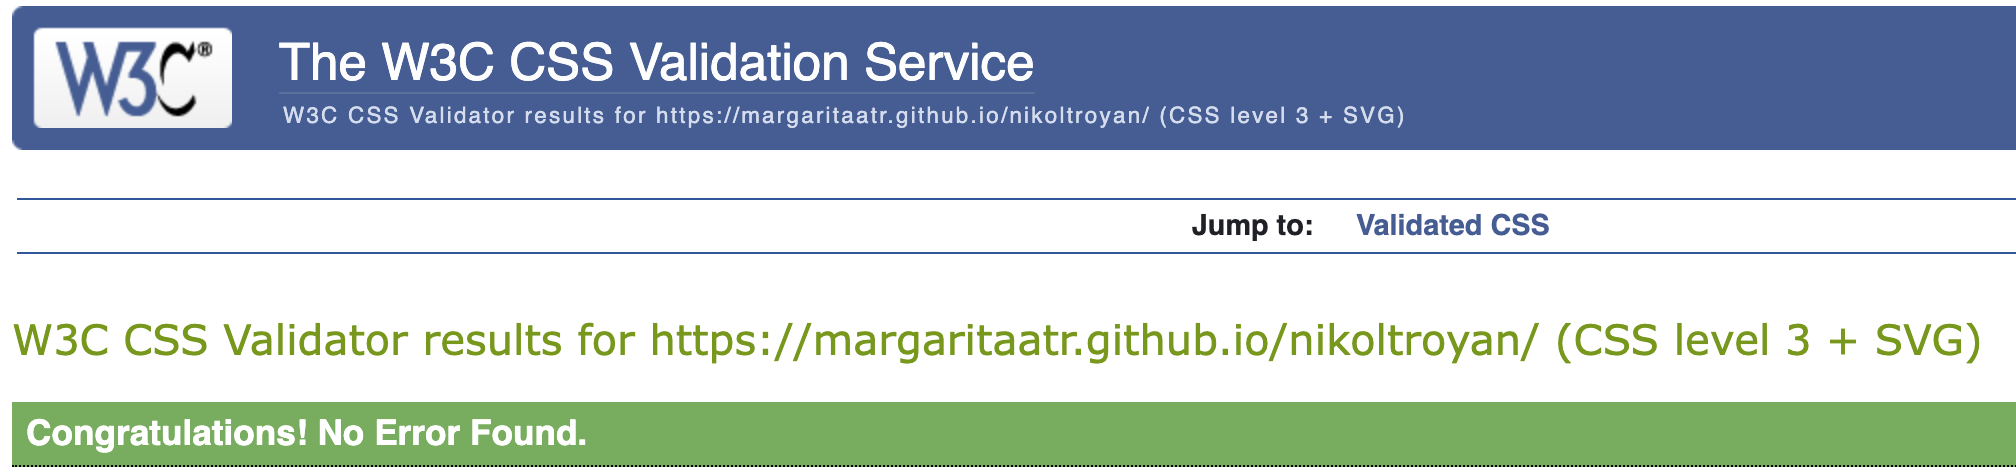 W3C®
The W3C CSS Validation Service
W3C CSS Validator results for https://margaritaatr.github.io/nikoltroyan/ (CSS level 3 + SVG)
Jump to: Validated CSS
W3C CSS Validator results for https://margaritaatr.github.io/nikoltroyan/ (CSS level 3 + SVG)
Congratulations! No Error Found.